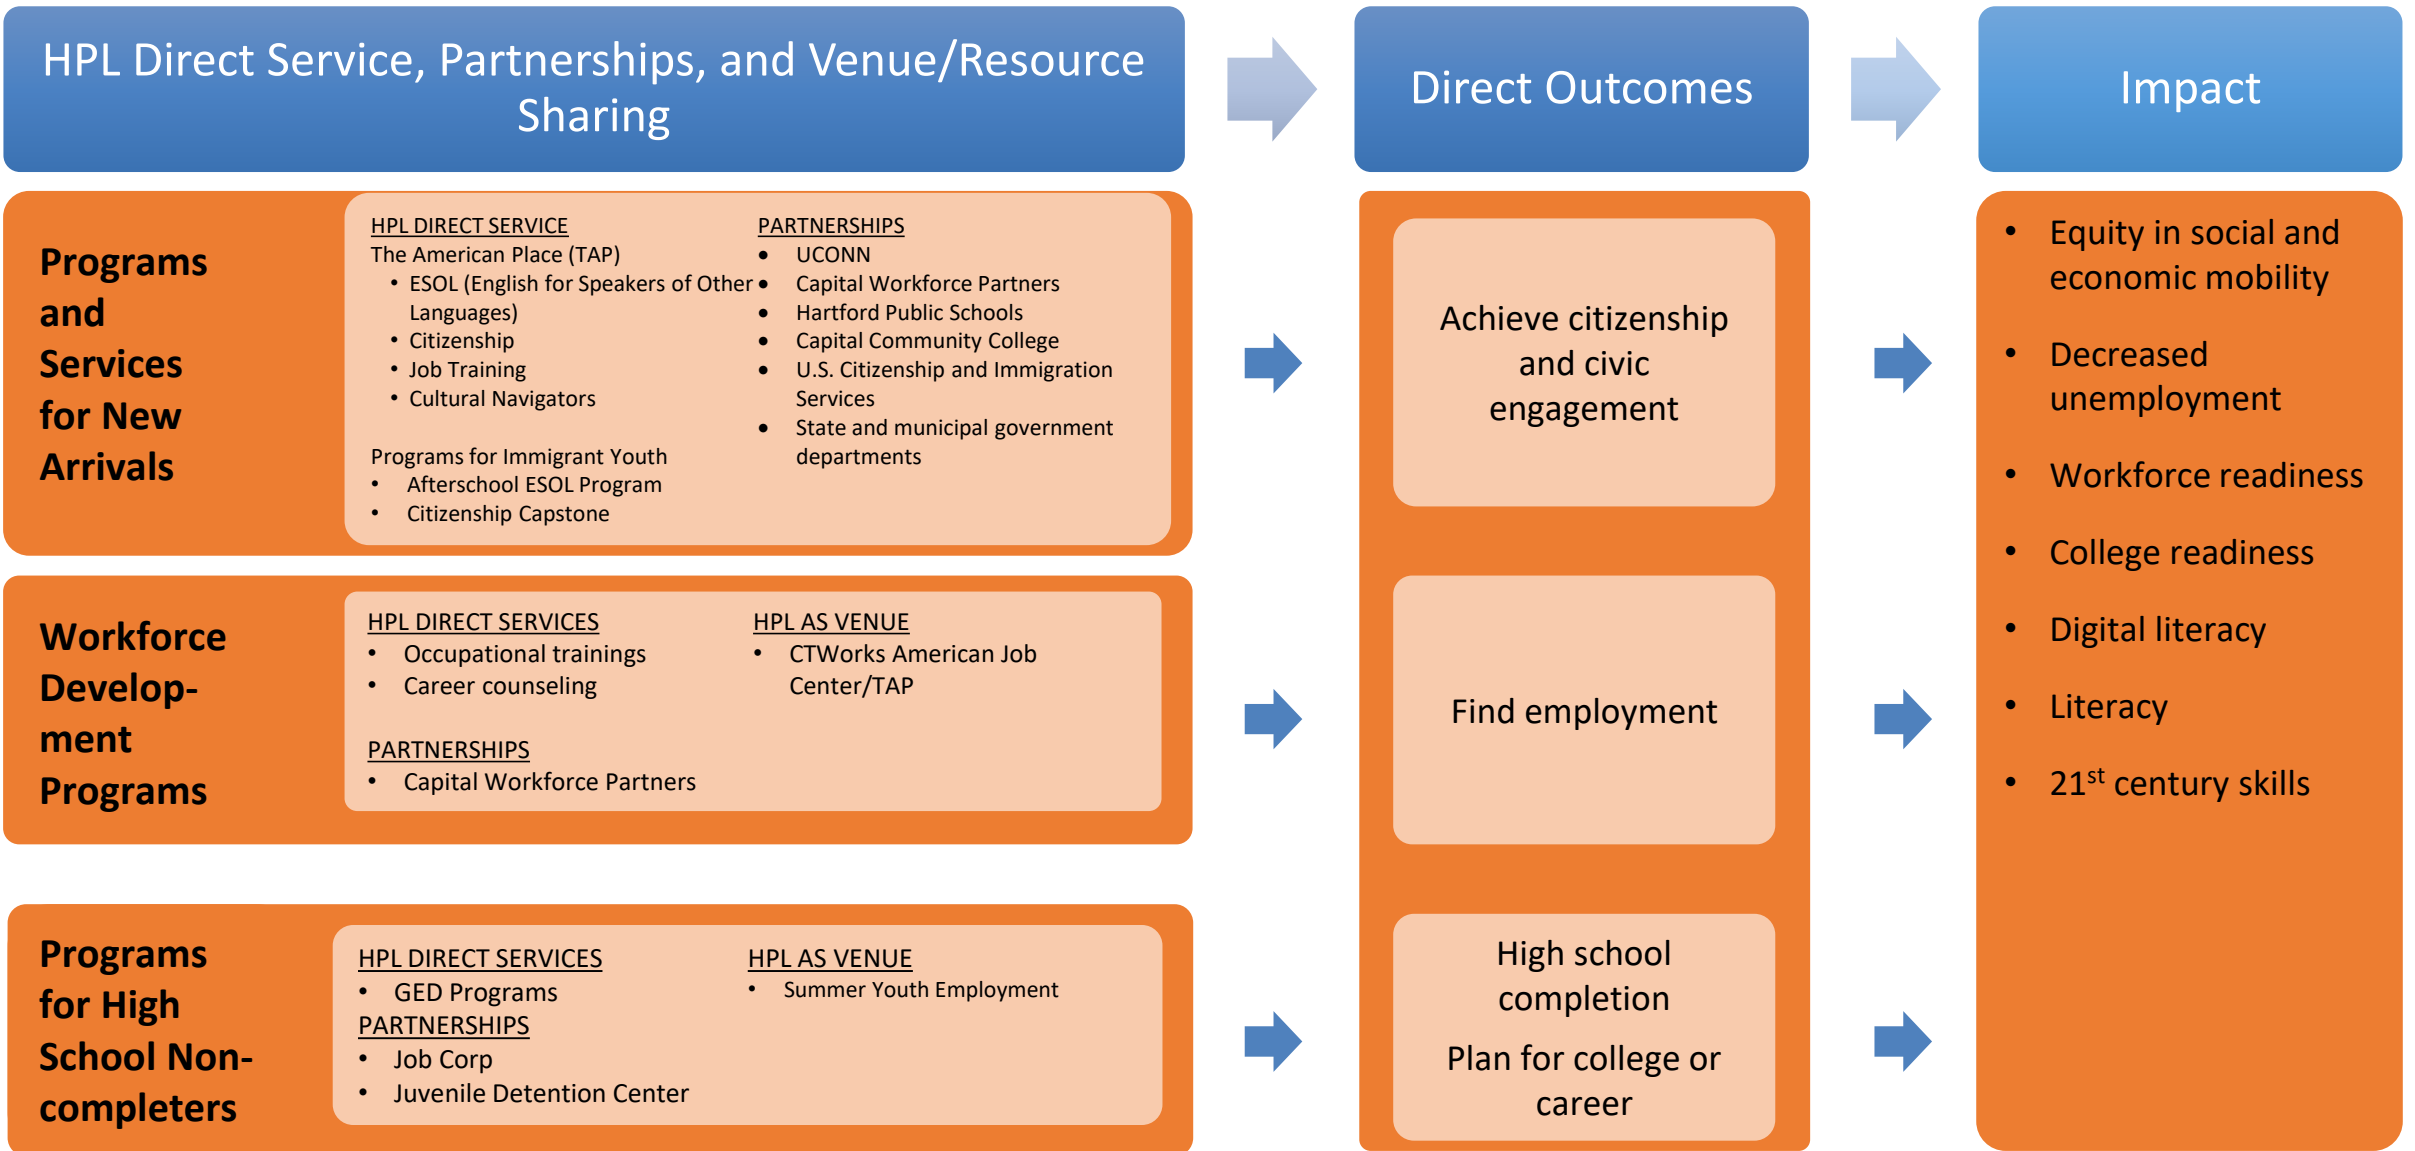 HPL Direct Service, Partnerships, and Venue/Resource
Sharing
Direct Outcomes
Impact
Programs
and
Services
for New
Arrivals
HPL DIRECT SERVICE
The American Place (TAP)
• ESOL (English for Speakers of Other
Languages)
• Citizenship
• Job Training
• Cultural Navigators
Programs for Immigrant Youth
• Afterschool ESOL Program
• Citizenship Capstone
PARTNERSHIPS
• UCONN
• Capital Workforce Partners
• Hartford Public Schools
• Capital Community College
• U.S. Citizenship and Immigration
Services
• State and municipal government
departments
Achieve citizenship
and civic
engagement
Workforce
Develop-
ment
Programs
HPL DIRECT SERVICES
• Occupational trainings
• Career counseling
PARTNERSHIPS
• Capital Workforce Partners
HPL AS VENUE
• CTWorks American Job
Center/TAP
Find employment
Programs
for High
School Non-
completers
HPL DIRECT SERVICES
• GED Programs
PARTNERSHIPS
• Job Corp
• Juvenile Detention Center
HPL AS VENUE
• Summer Youth Employment
High school
completion
Plan for college or
career
• Equity in social and
economic mobility
• Decreased
unemployment
• Workforce readiness
• College readiness
• Digital literacy
• Literacy
• 21st century skills